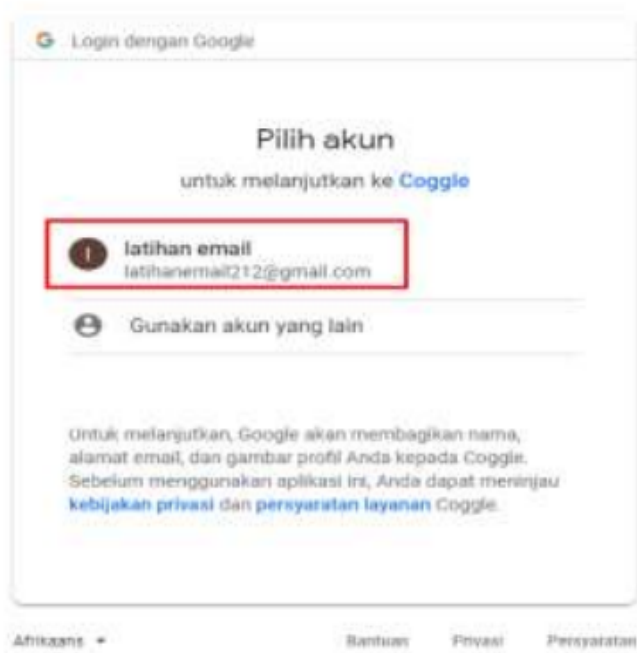 Login dengan Google
Pilih akun
untuk melanjutkan ke Coggle
latihan email
latihanemail212@gmail.com
Gunakan akun yang lain
Untuk melanjutkan, Google akan membagikan nama,
alamat email, dan gambar profil Anda kepada Coggle.
Sebelum menggunakan aplikasi ini, Anda dapat meninjau
kebijakan privasi dan persyaratan layanan Coggle.
Afrikaans
Bantuan Privasi Persyaratan